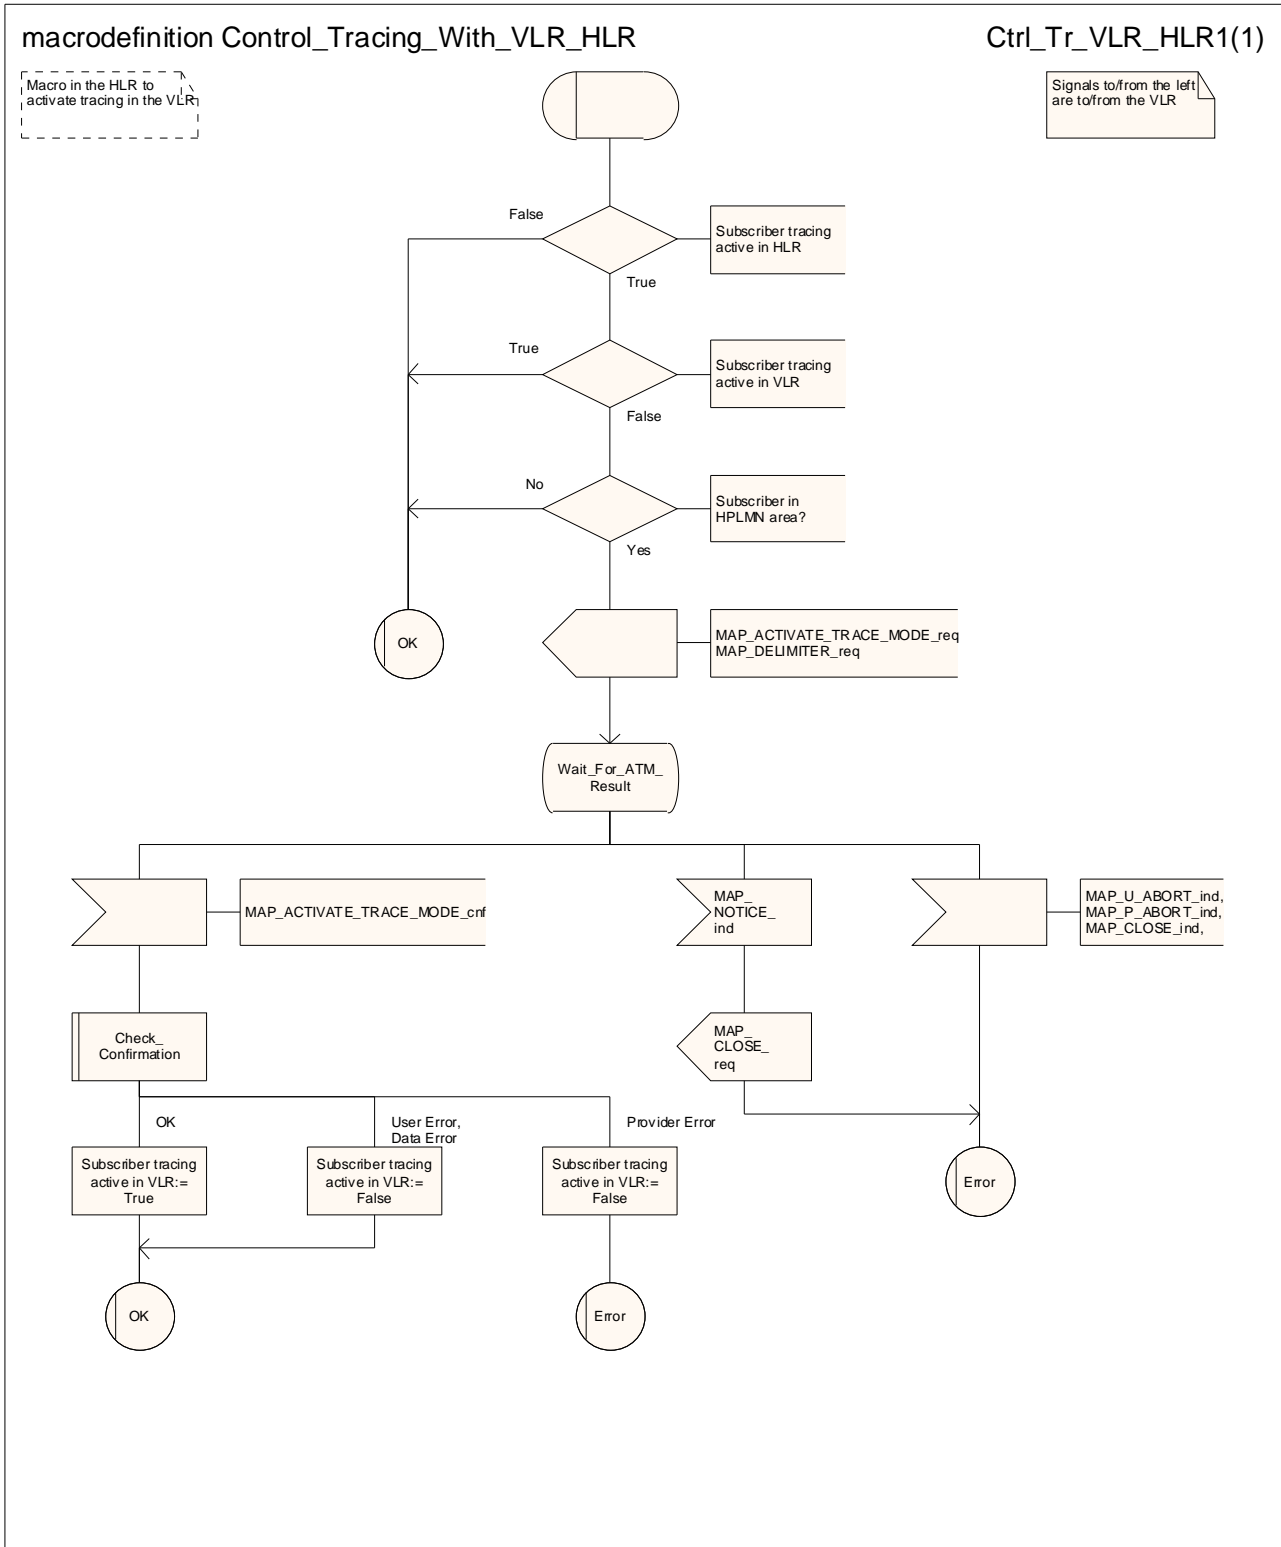 macrodefinition Control_Tracing_With_VLR_HLR
Ctrl_Tr_VLR_HLR1(1)
Macro in the HLR to
activate tracing in the VLR
Signals to/from the left
are to/from the VLR
False
Subscriber tracing
active in HLR
True
True
Subscriber tracing
active in VLR
False
No
Subscriber in
HPLMN area?
Yes
OK
MAP_ACTIVATE_TRACE_MODE_req
MAP_DELIMITER_req
Wait_For_ATM_
Result
MAP_ACTIVATE_TRACE_MODE_cnf
MAP_
NOTICE_
ind
MAP_U_ABORT_ind,
MAP_P_ABORT_ind,
MAP_CLOSE_ind,
Check_
Confirmation
MAP_
CLOSE_
req
OK
User Error,
Data Error
Provider Error
Subscriber tracing
active in VLR:=
True
Subscriber tracing
active in VLR:=
False
Subscriber tracing
active in VLR:=
False
Error
OK
Error